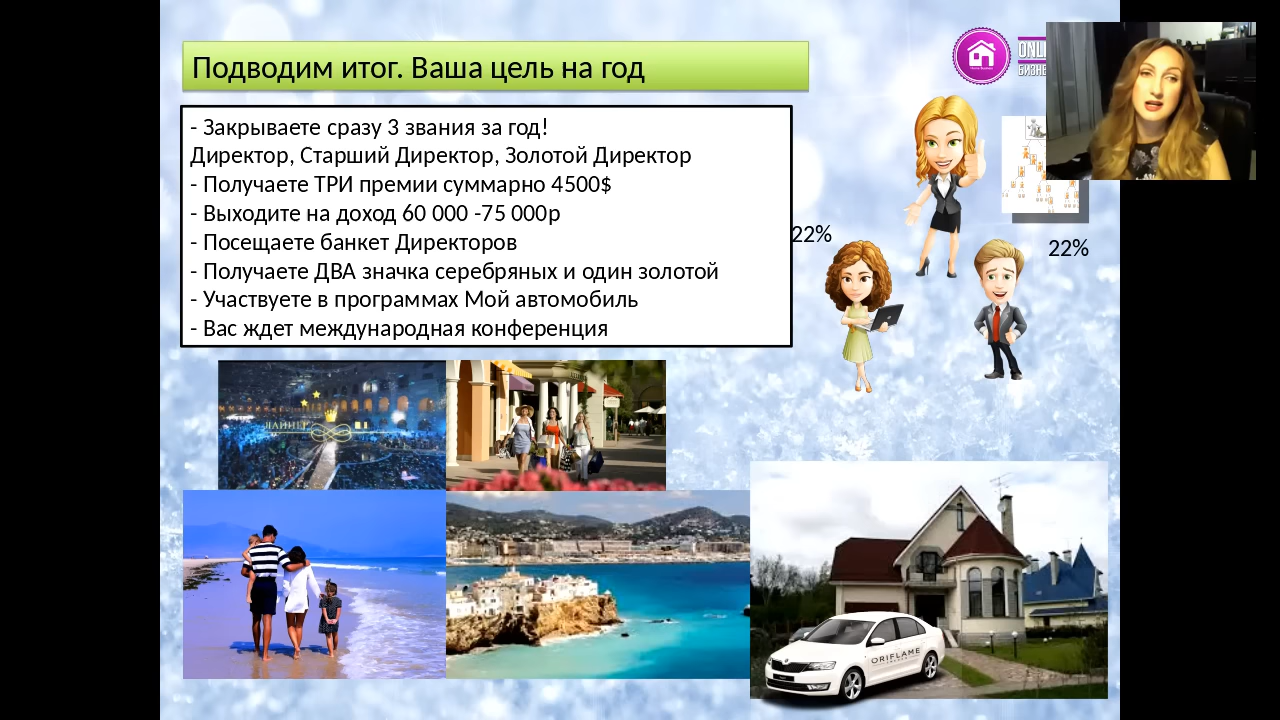 Подводим итог. Ваша цель на год
- Закрываете сразу 3 звания за год!
Директор, Старший Директор, Золотой Директор
- Получаете ТРИ премии суммарно 4500$
- Выходите на доход 60 000 -75 000р
- Посещаете банкет Директоров
- Получаете ДВА значка серебряных и один золотой
- Участвуете в программах Мой автомобиль
- Вас ждет международная конференция
22%
22%
ORIFLAME